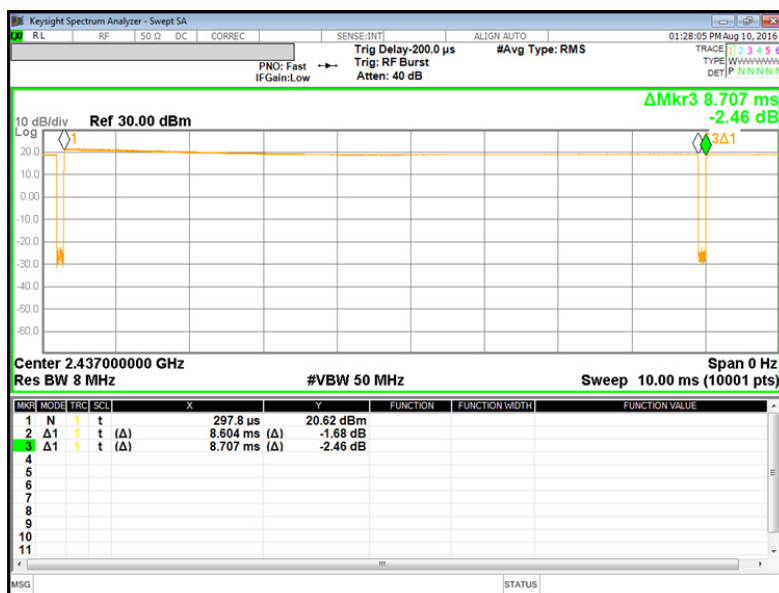 Keysight Spectrum Analyzer - Swept SA
LXI RL RF 50 Ω DC CORREC SENSE:INT ALIGN AUTO 01:28:05 PM Aug 10, 2016
Trig Delay-200.0 µs #Avg Type: RMS TRACE 1 2 3 4 5 6
PNO: Fast Trig: RF Burst TYPE WWWWWW
IFGain:Low Atten: 40 dB DET P N N N N N
ΔMkr3 8.707 ms
-2.46 dB
10 dB/div Ref 30.00 dBm
Log
1
3Δ1
20.0
10.0
0.00
-10.0
-20.0
-30.0
-40.0
-50.0
-60.0
Center 2.437000000 GHz Span 0 Hz
Res BW 8 MHz #VBW 50 MHz Sweep 10.00 ms (10001 pts)
MKR MODE TRC SCL X Y FUNCTION FUNCTION WIDTH FUNCTION VALUE
1 N 1 t 297.8 µs 20.62 dBm
2 Δ1 1 t (Δ) 8.604 ms (Δ) -1.68 dB
3 Δ1 1 t (Δ) 8.707 ms (Δ) -2.46 dB
4
5
6
7
8
9
10
11
MSG STATUS